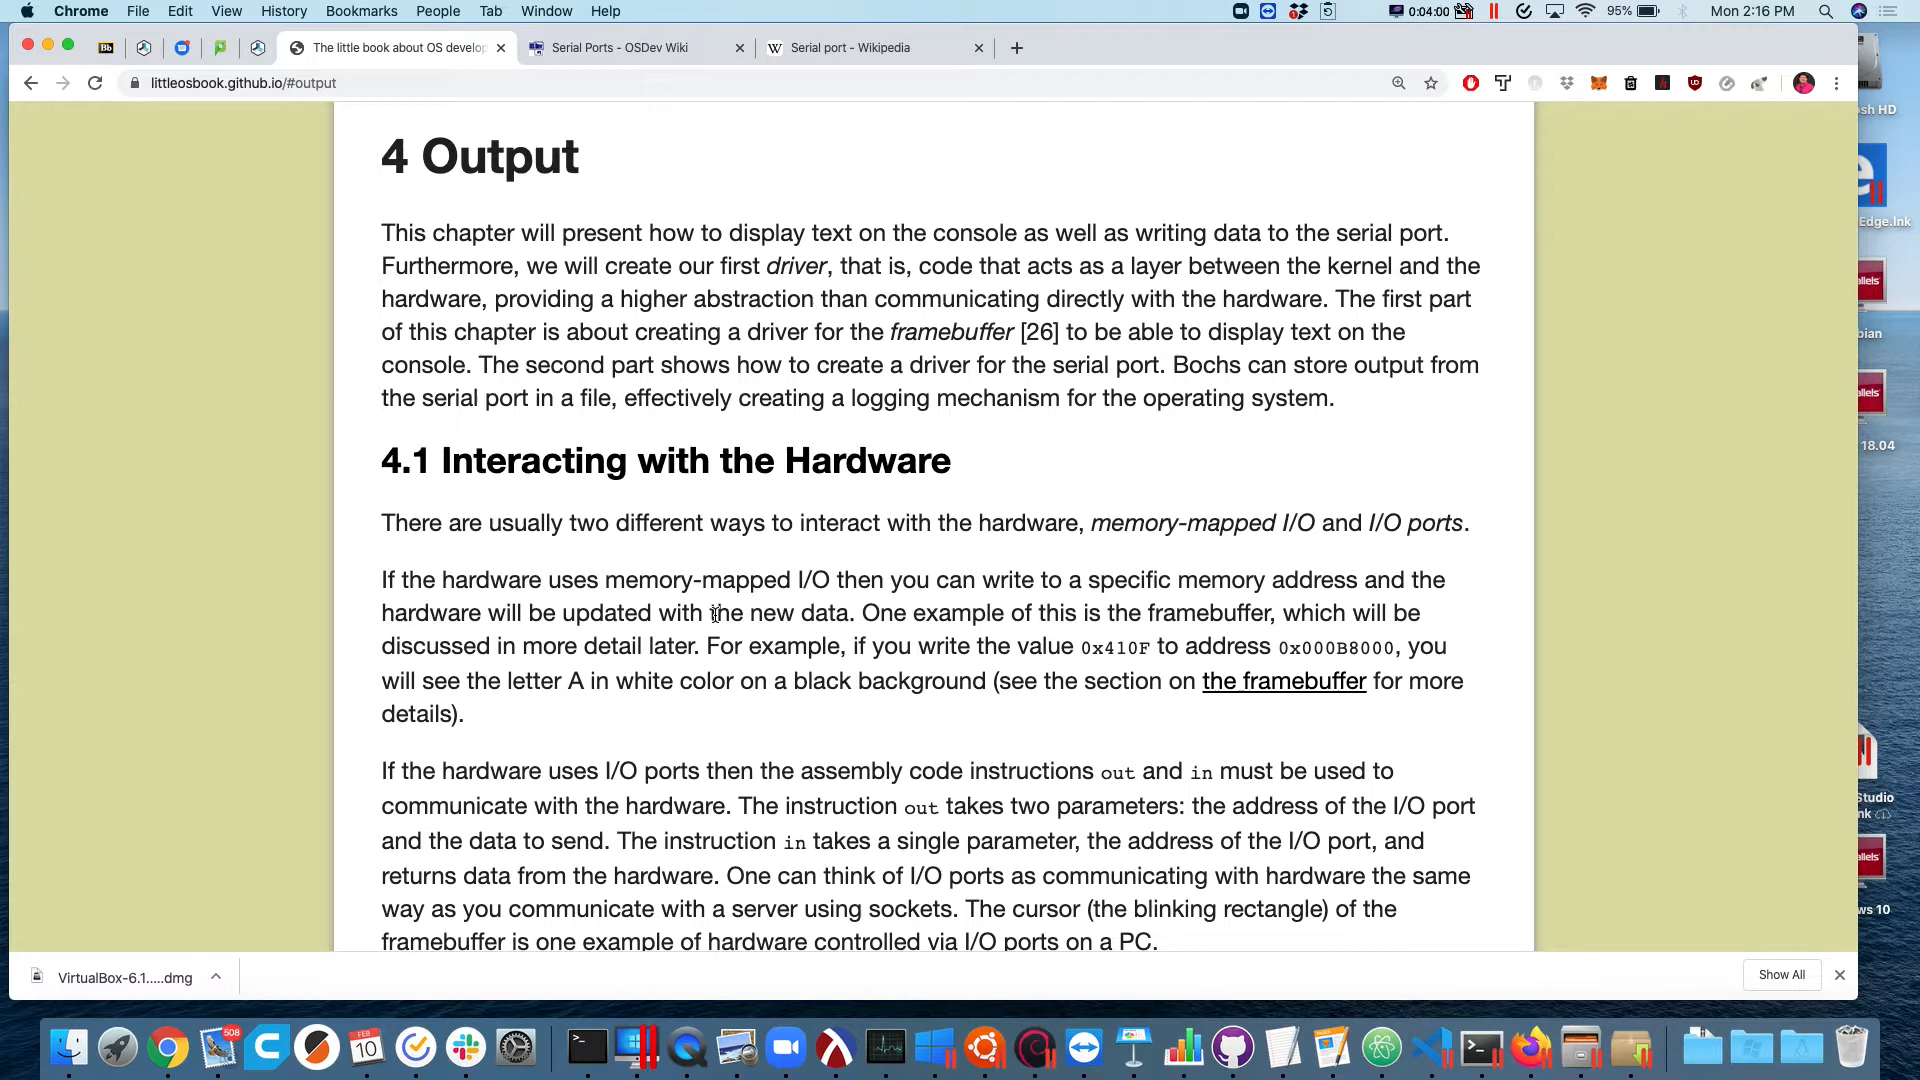 Chrome File Edit View History Bookmarks People Tab Window Help
0:04:00 95% Mon 2:16 PM
Bb The little book about OS develop Serial Ports - OSDev Wiki W Serial port - Wikipedia
littleosbook.github.io/#output
4 Output
This chapter will present how to display text on the console as well as writing data to the serial port.
Furthermore, we will create our first driver, that is, code that acts as a layer between the kernel and the
hardware, providing a higher abstraction than communicating directly with the hardware. The first part
of this chapter is about creating a driver for the framebuffer [26] to be able to display text on the
console. The second part shows how to create a driver for the serial port. Bochs can store output from
the serial port in a file, effectively creating a logging mechanism for the operating system.
4.1 Interacting with the Hardware
There are usually two different ways to interact with the hardware, memory-mapped I/O and I/O ports.
If the hardware uses memory-mapped I/O then you can write to a specific memory address and the
hardware will be updated with the new data. One example of this is the framebuffer, which will be
discussed in more detail later. For example, if you write the value 0x410F to address 0x000B8000, you
will see the letter A in white color on a black background (see the section on the framebuffer for more
details).
If the hardware uses I/O ports then the assembly code instructions out and in must be used to
communicate with the hardware. The instruction out takes two parameters: the address of the I/O port
and the data to send. The instruction in takes a single parameter, the address of the I/O port, and
returns data from the hardware. One can think of I/O ports as communicating with hardware the same
way as you communicate with a server using sockets. The cursor (the blinking rectangle) of the
framebuffer is one example of hardware controlled via I/O ports on a PC.
osh HD
Edge.lnk
bian
18.04
Studio
nk
ws 10
VirtualBox-6.1.....dmg
Show All
508
FEB
10